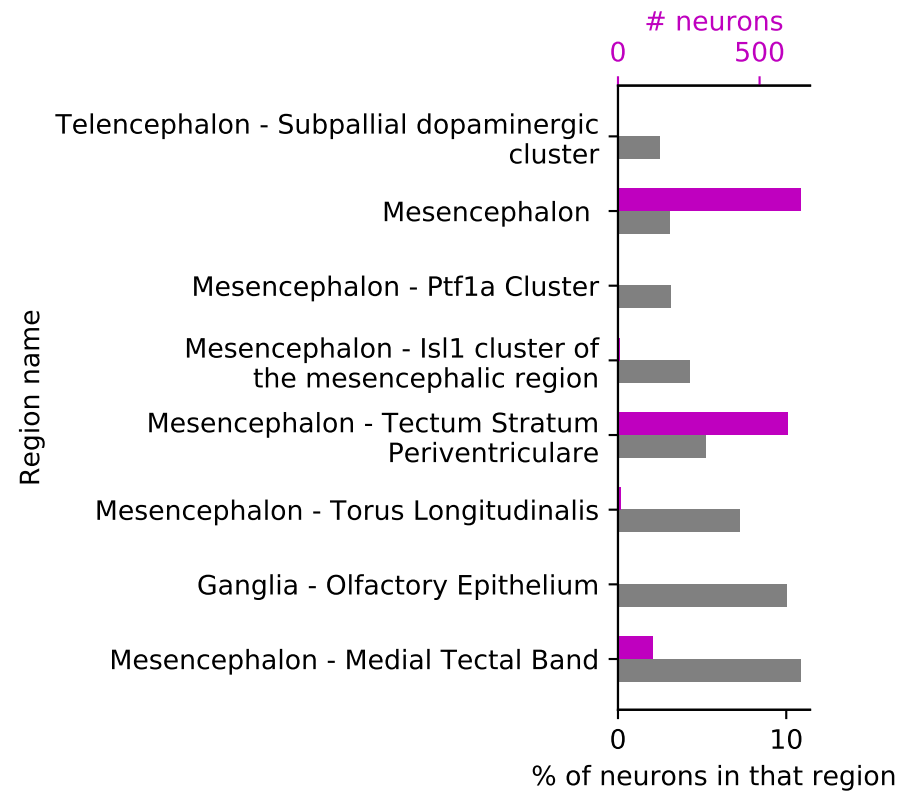 # neurons
0 500
Telencephalon - Subpallial dopaminergic
cluster
Mesencephalon
Mesencephalon - Ptf1a Cluster
Mesencephalon - Isl1 cluster of
the mesencephalic region
Mesencephalon - Tectum Stratum
Periventriculare
Mesencephalon - Torus Longitudinalis
Ganglia - Olfactory Epithelium
Mesencephalon - Medial Tectal Band
Region name
0 10
% of neurons in that region